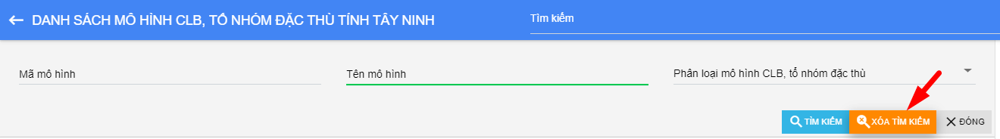 DANH SÁCH MÔ HÌNH CLB, TỔ NHÓM ĐẶC THÙ TỈNH TÂY NINH
Tìm kiếm
Mã mô hình
Tên mô hình
Phân loại mô hình CLB, tổ nhóm đặc thù
TÌM KIẾM
XÓA TÌM KIẾM
ĐÓNG